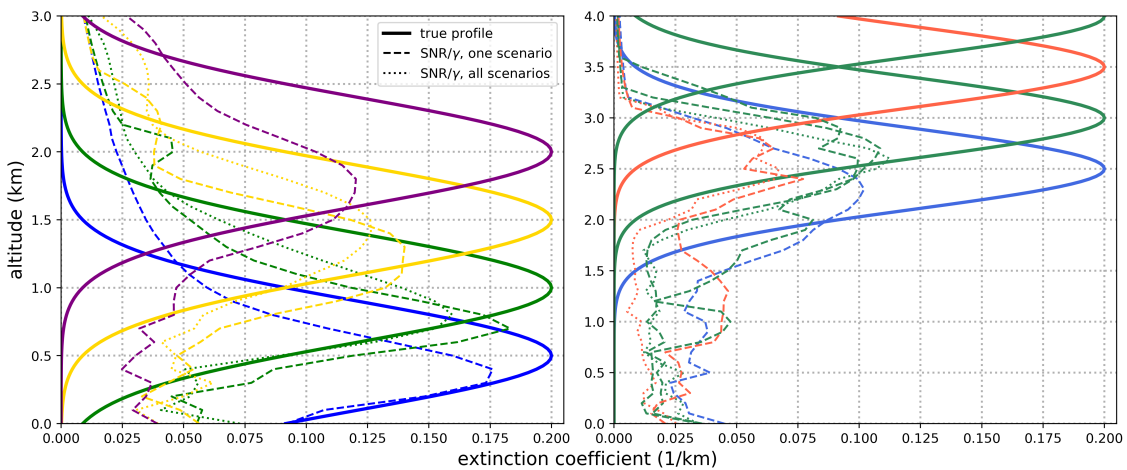 true profile
SNR/γ, one scenario
SNR/γ, all scenarios
altitude (km)
3.0
2.5
2.0
1.5
1.0
0.5
0.0
0.000 0.025 0.050 0.075 0.100 0.125 0.150 0.175 0.200
4.0
3.5
3.0
2.5
2.0
1.5
1.0
0.5
0.0
0.000 0.025 0.050 0.075 0.100 0.125 0.150 0.175 0.200
extinction coefficient (1/km)